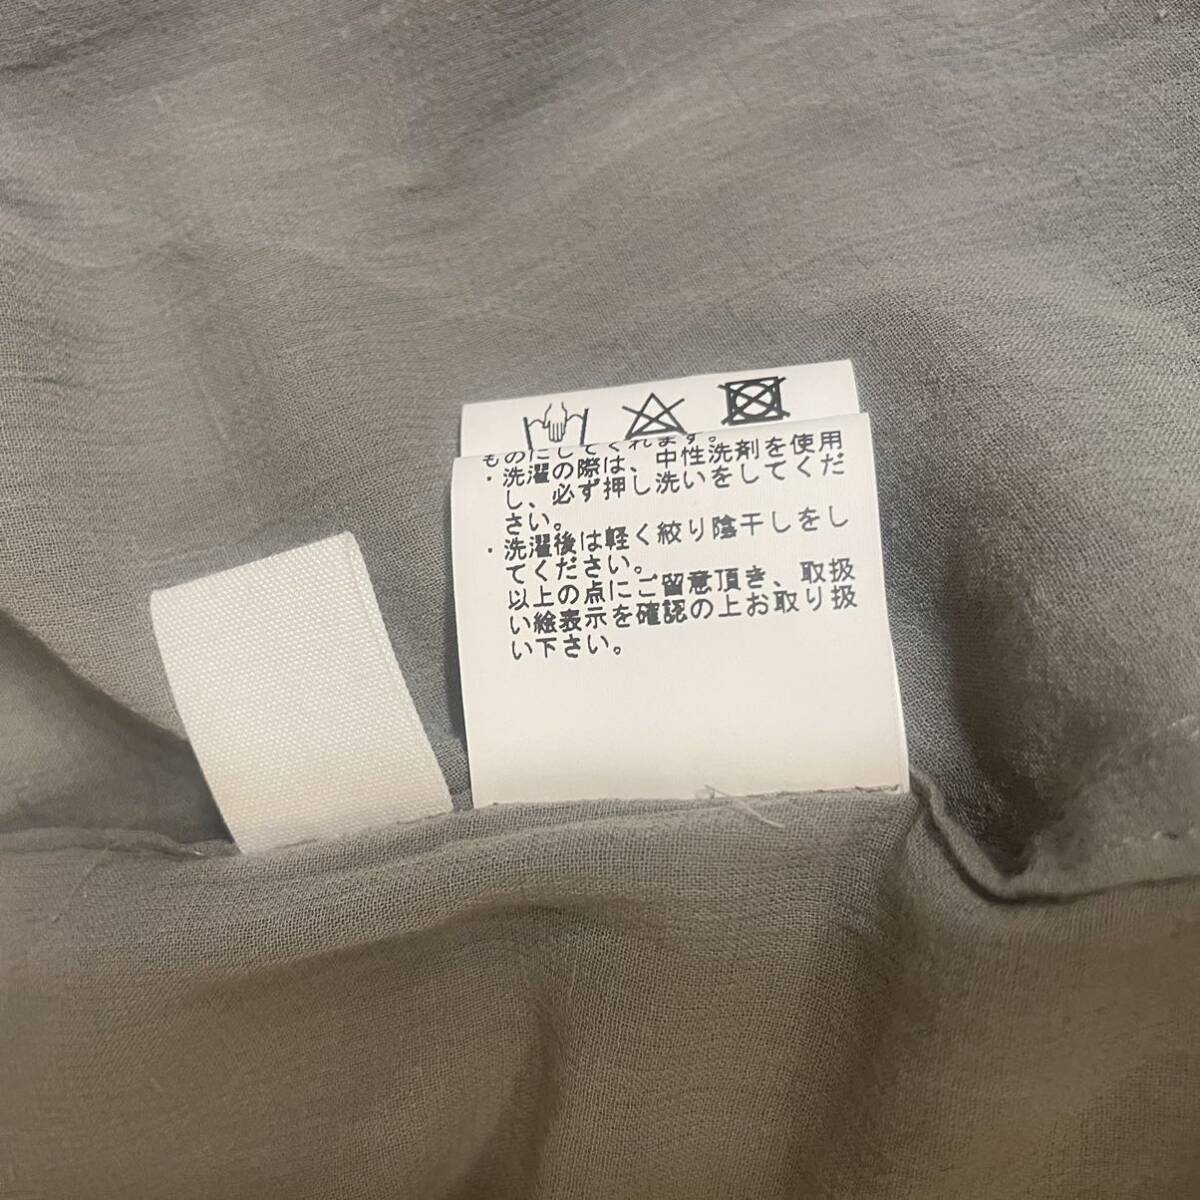 ものにしてくれます。
・洗濯の際は、中性洗剤を使用
し、必ず押し洗いをしてくだ
さい。
・洗濯後は軽く絞り陰干しをし
てください。
以上の点にご留意頂き、取扱
い絵表示を確認の上お取り扱
い下さい。